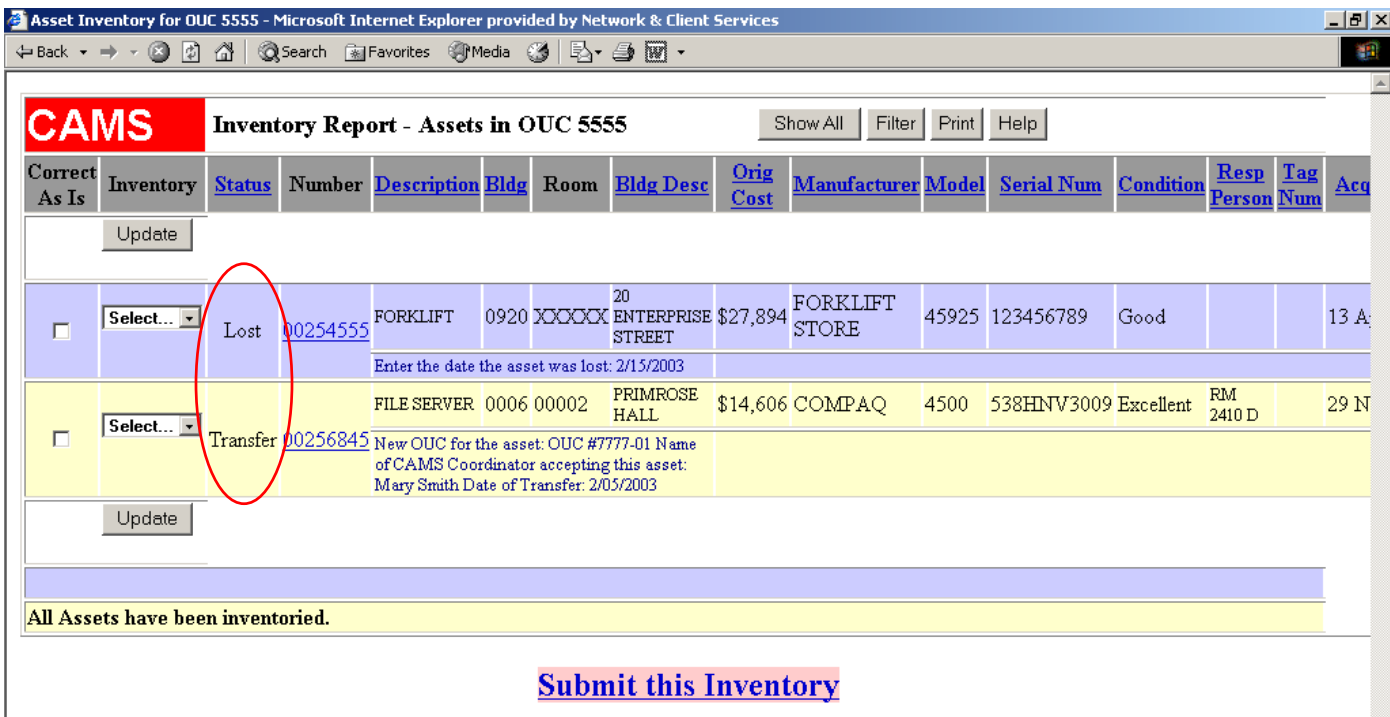 Asset Inventory for OUC 5555 - Microsoft Internet Explorer provided by Network & Client Services
Back Search Favorites Media
CAMS Inventory Report - Assets in OUC 5555 Show All Filter Print Help
Correct As Is Inventory Status Number Description Bldg Room Bldg Desc Orig Cost Manufacturer Model Serial Num Condition Resp Person Tag Num Acq
Update
Select... Lost 00254555 FORKLIFT 0920 XXXXX 20 ENTERPRISE STREET $27,894 FORKLIFT STORE 45925 123456789 Good 13 A
Enter the date the asset was lost: 2/15/2003
Select... Transfer 00256845 FILE SERVER 0006 00002 PRIMROSE HALL $14,606 COMPAQ 4500 538HNV3009 Excellent RM 2410 D 29 N
New OUC for the asset: OUC #7777-01 Name
of CAMS Coordinator accepting this asset:
Mary Smith Date of Transfer: 2/05/2003
Update
All Assets have been inventoried.
Submit this Inventory